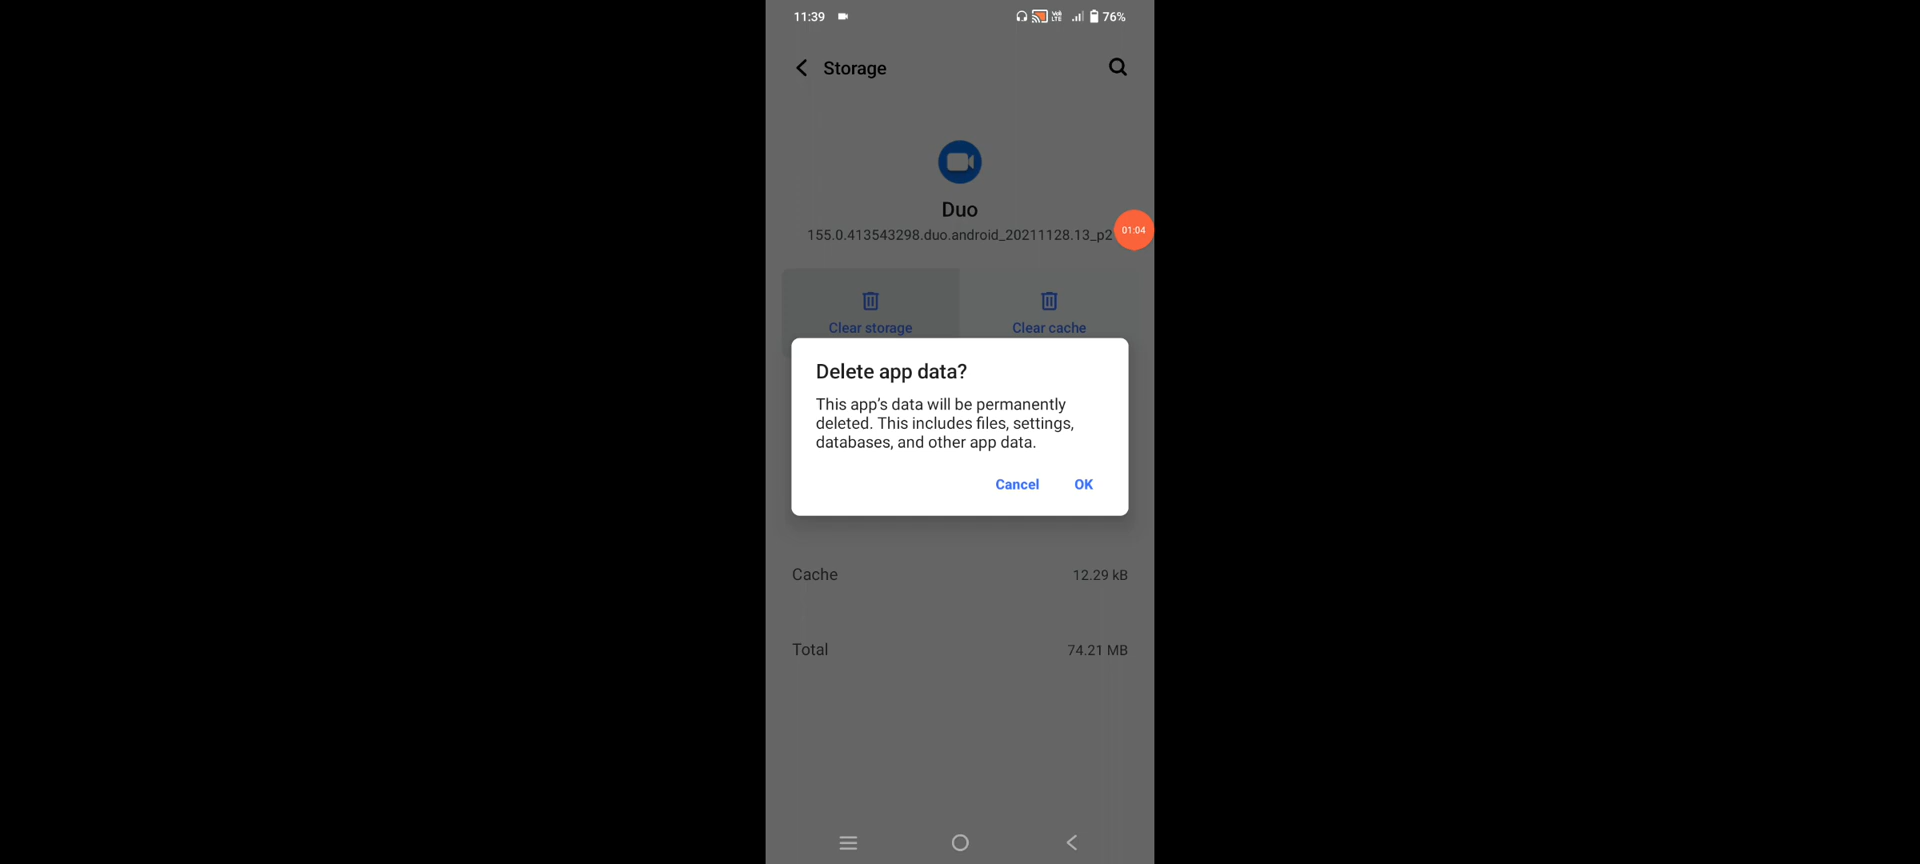 11:39
Vo) LTE 76%
Storage
Duo
155.0.413543298.duo.android_20211128.13_p2
01:04
Clear storage
Clear cache
Delete app data?
This app's data will be permanently
deleted. This includes files, settings,
databases, and other app data.
Cancel
OK
Cache
12.29 kB
Total
74.21 MB